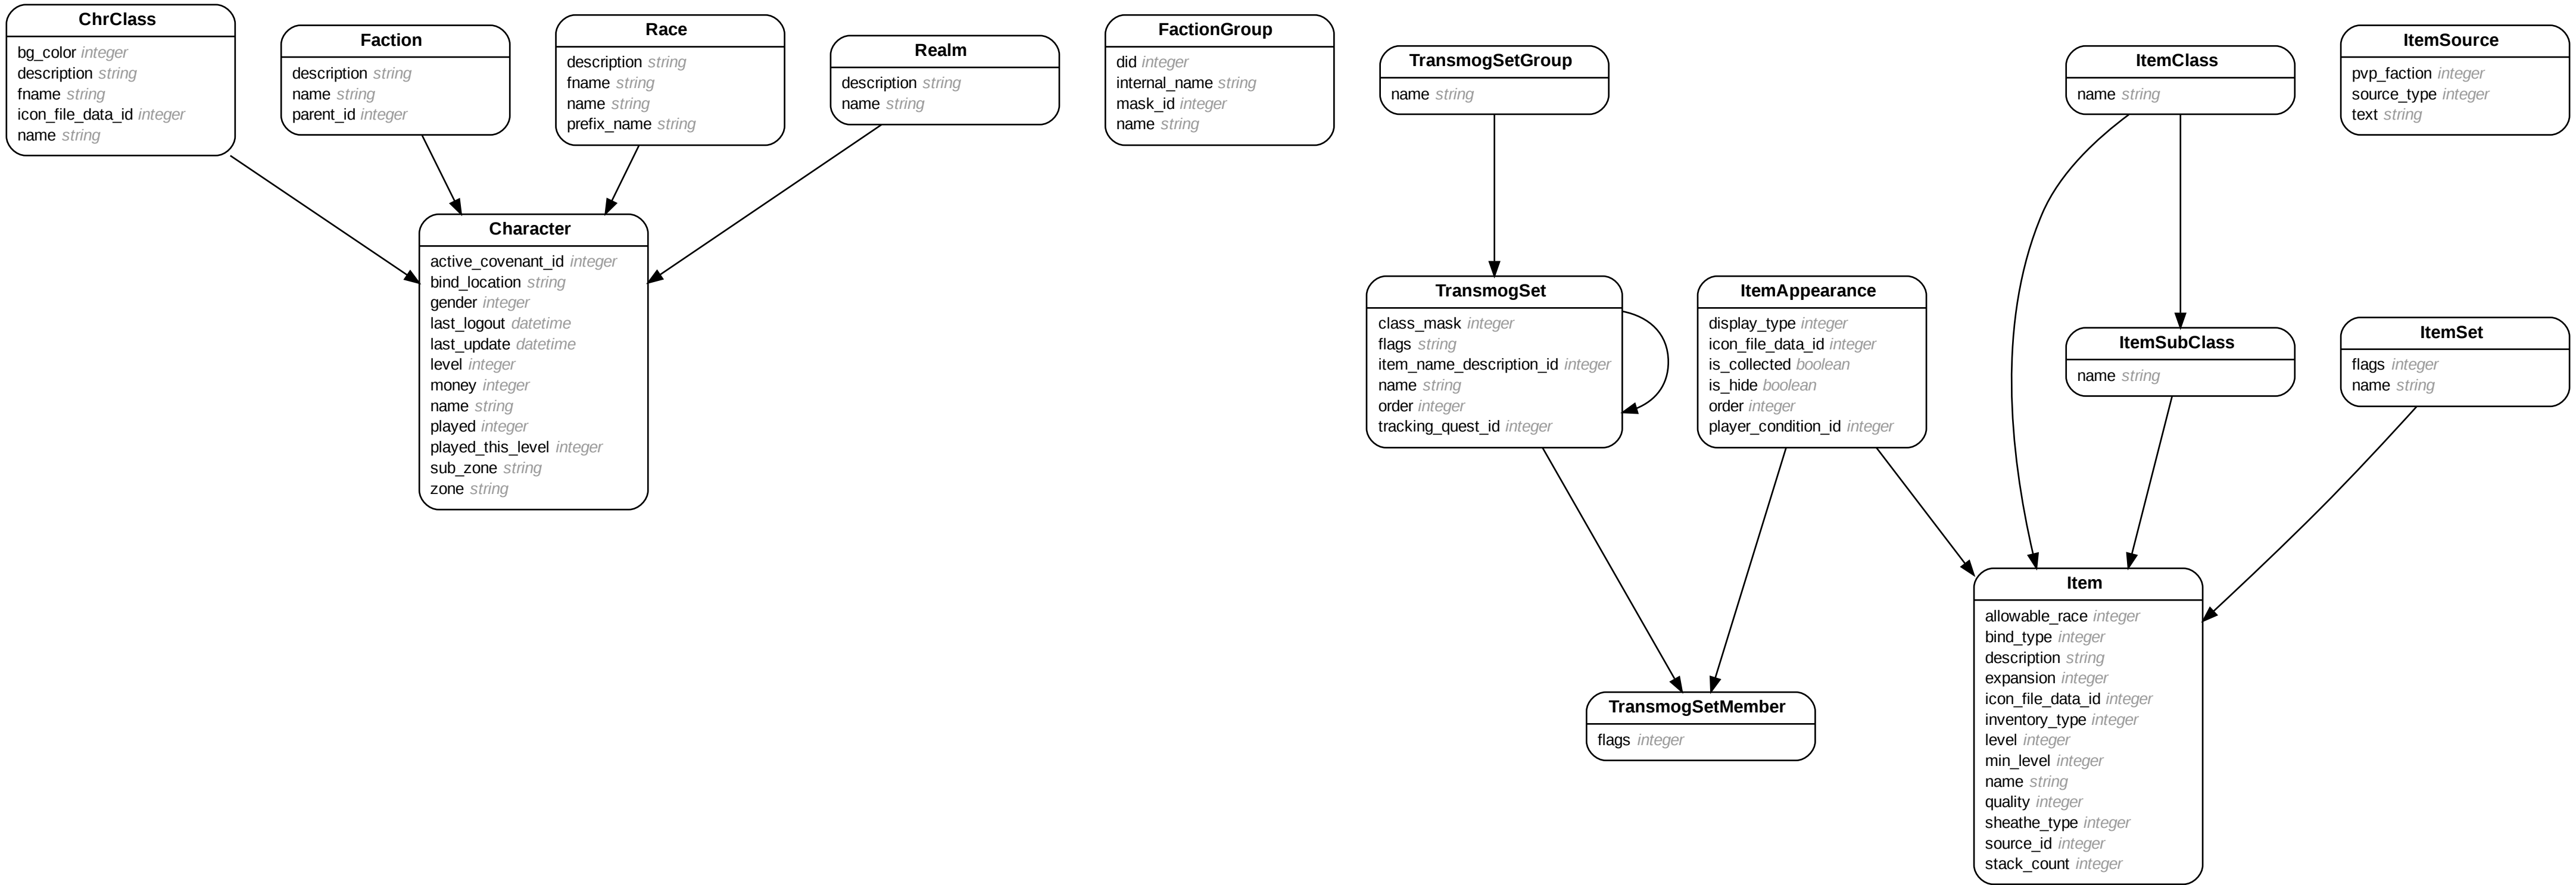 ChrClass
bg_color integer
description string
fname string
icon_file_data_id integer
name string
Faction
description string
name string
parent_id integer
Race
description string
fname string
name string
prefix_name string
Realm
description string
name string
FactionGroup
did integer
internal_name string
mask_id integer
name string
TransmogSetGroup
name string
ItemClass
name string
ItemSource
pvp_faction integer
source_type integer
text string
Character
active_covenant_id integer
bind_location string
gender integer
last_logout datetime
last_update datetime
level integer
money integer
name string
played integer
played_this_level integer
sub_zone string
zone string
TransmogSet
class_mask integer
flags string
item_name_description_id integer
name string
order integer
tracking_quest_id integer
ItemAppearance
display_type integer
icon_file_data_id integer
is_collected boolean
is_hide boolean
order integer
player_condition_id integer
ItemSubClass
name string
ItemSet
flags integer
name string
TransmogSetMember
flags integer
Item
allowable_race integer
bind_type integer
description string
expansion integer
icon_file_data_id integer
inventory_type integer
level integer
min_level integer
name string
quality integer
sheathe_type integer
source_id integer
stack_count integer